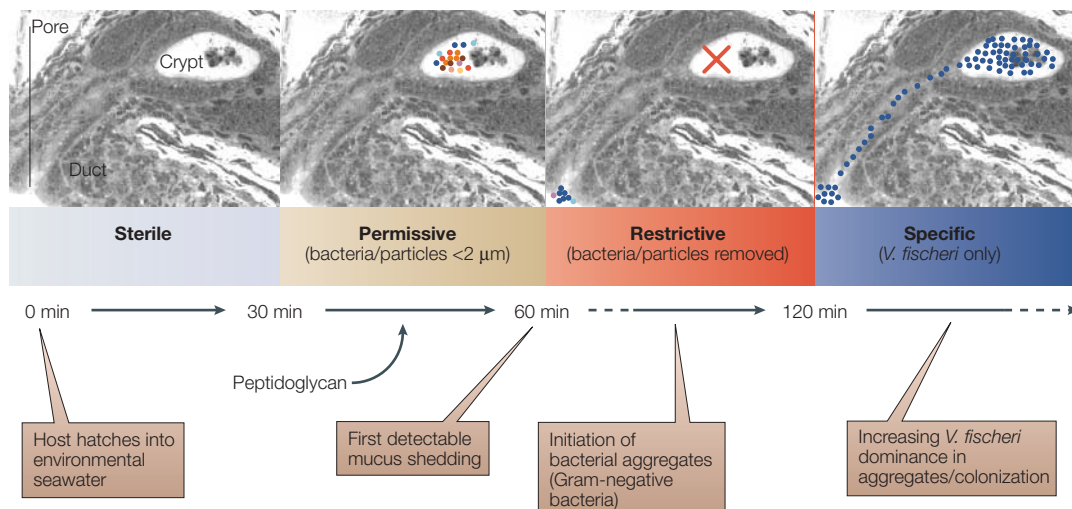 Pore
Crypt
Duct
Sterile
Permissive
(bacteria/particles <2 μm)
Restrictive
(bacteria/particles removed)
Specific
(V. fischeri only)
0 min
30 min
60 min
120 min
Peptidoglycan
Host hatches into
environmental
seawater
First detectable
mucus shedding
Initiation of
bacterial aggregates
(Gram-negative
bacteria)
Increasing V. fischeri
dominance in
aggregates/colonization